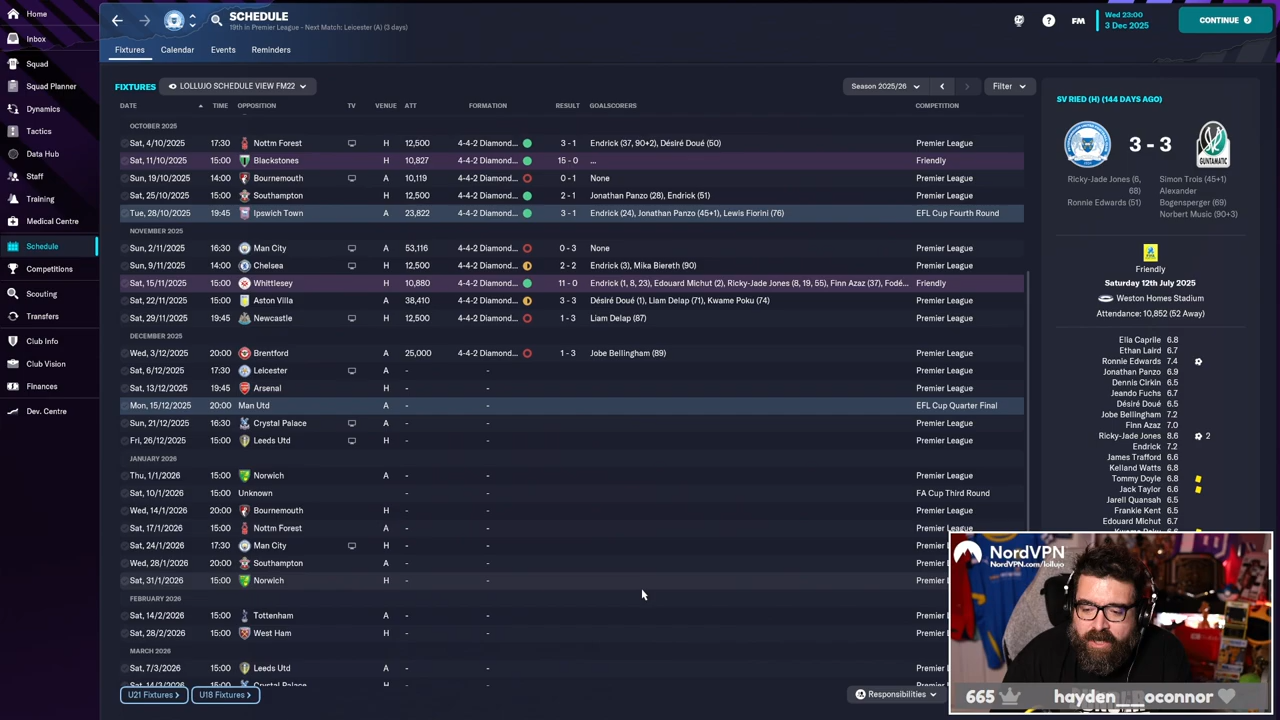 Home
Inbox
Squad
Squad Planner
Dynamics
Tactics
Data Hub
Staff
Training
Medical Centre
Schedule
Competitions
Scouting
Transfers
Club Info
Club Vision
Finances
Dev. Centre
SCHEDULE
19th in Premier League - Next Match: Leicester (A) (3 days)
FM
Wed 23:00
3 Dec 2025
CONTINUE
Fixtures Calendar Events Reminders
FIXTURES LOLLUJO SCHEDULE VIEW FM22 Season 2025/26 Filter
DATE TIME OPPOSITION TV VENUE ATT FORMATION RESULT GOALSCORERS COMPETITION
OCTOBER 2025
Sat, 4/10/2025 17:30 Nottm Forest H 12,500 4-4-2 Diamond... 3 - 1 Endrick (37, 90+2), Désiré Doué (50) Premier League
Sat, 11/10/2025 15:00 Blackstones H 10,827 4-4-2 Diamond... 15 - 0 ... Friendly
Sun, 19/10/2025 14:00 Bournemouth A 10,119 4-4-2 Diamond... 0 - 1 None Premier League
Sat, 25/10/2025 15:00 Southampton H 12,500 4-4-2 Diamond... 2 - 1 Jonathan Panzo (28), Endrick (51) Premier League
Tue, 28/10/2025 19:45 Ipswich Town A 23,822 4-4-2 Diamond... 3 - 1 Endrick (24), Jonathan Panzo (45+1), Lewis Fiorini (76) EFL Cup Fourth Round
NOVEMBER 2025
Sun, 2/11/2025 16:30 Man City A 53,116 4-4-2 Diamond... 0 - 3 None Premier League
Sun, 9/11/2025 14:00 Chelsea H 12,500 4-4-2 Diamond... 2 - 2 Endrick (3), Mika Biereth (90) Premier League
Sat, 15/11/2025 15:00 Whittlesey H 10,880 4-4-2 Diamond... 11 - 0 Endrick (1, 8, 23), Edouard Michut (2), Ricky-Jade Jones (8, 19, 55), Finn Azaz (37), Fodé... Friendly
Sat, 22/11/2025 15:00 Aston Villa A 38,410 4-4-2 Diamond... 3 - 3 Désiré Doué (1), Liam Delap (71), Kwame Poku (74) Premier League
Sat, 29/11/2025 19:45 Newcastle H 12,500 4-4-2 Diamond... 1 - 3 Liam Delap (87) Premier League
DECEMBER 2025
Wed, 3/12/2025 20:00 Brentford A 25,000 4-4-2 Diamond... 1 - 3 Jobe Bellingham (89) Premier League
Sat, 6/12/2025 17:30 Leicester A - - Premier League
Sat, 13/12/2025 19:45 Arsenal H - - Premier League
Mon, 15/12/2025 20:00 Man Utd A - - EFL Cup Quarter Final
Sun, 21/12/2025 16:30 Crystal Palace A - - Premier League
Fri, 26/12/2025 15:00 Leeds Utd H - - Premier League
JANUARY 2026
Thu, 1/1/2026 15:00 Norwich A - - Premier League
Sat, 10/1/2026 15:00 Unknown - - FA Cup Third Round
Wed, 14/1/2026 20:00 Bournemouth H - - Premier League
Sat, 17/1/2026 15:00 Nottm Forest A - - Premier League
Sat, 24/1/2026 17:30 Man City H - - Premier L
Wed, 28/1/2026 20:00 Southampton A - - Premier L
Sat, 31/1/2026 15:00 Norwich H - - Premier L
FEBRUARY 2026
Sat, 14/2/2026 15:00 Tottenham A - - Premier L
Sat, 28/2/2026 15:00 West Ham H - - Premier L
MARCH 2026
Sat, 7/3/2026 15:00 Leeds Utd A - - Premier L
Sat, 14/3/2026 15:00 Crystal Palace H - - Premier L
U21 Fixtures U18 Fixtures Responsibilities
SV RIED (H) (144 DAYS AGO)
3 - 3
GUNTAMATIC
Ricky-Jade Jones (6, 68)
Ronnie Edwards (51)
Simon Trois (45+1)
Alexander Bogensperger (69)
Norbert Music (90+3)
Friendly
Saturday 12th July 2025
Weston Homes Stadium
Attendance: 10,852 (52 Away)
Elia Caprile 6.8
Ethan Laird 6.7
Ronnie Edwards 7.4
Jonathan Panzo 6.9
Dennis Cirkin 6.5
Jeando Fuchs 6.7
Désiré Doué 6.5
Jobe Bellingham 7.2
Finn Azaz 7.0
Ricky-Jade Jones 8.6 2
Endrick 7.2
James Trafford 6.6
Kelland Watts 6.8
Tommy Doyle 6.8
Jack Taylor 6.6
Jarell Quansah 6.5
Frankie Kent 6.5
Edouard Michut 6.7
NordVPN
NordVPN.com/lollujo
665 hayden__oconnor